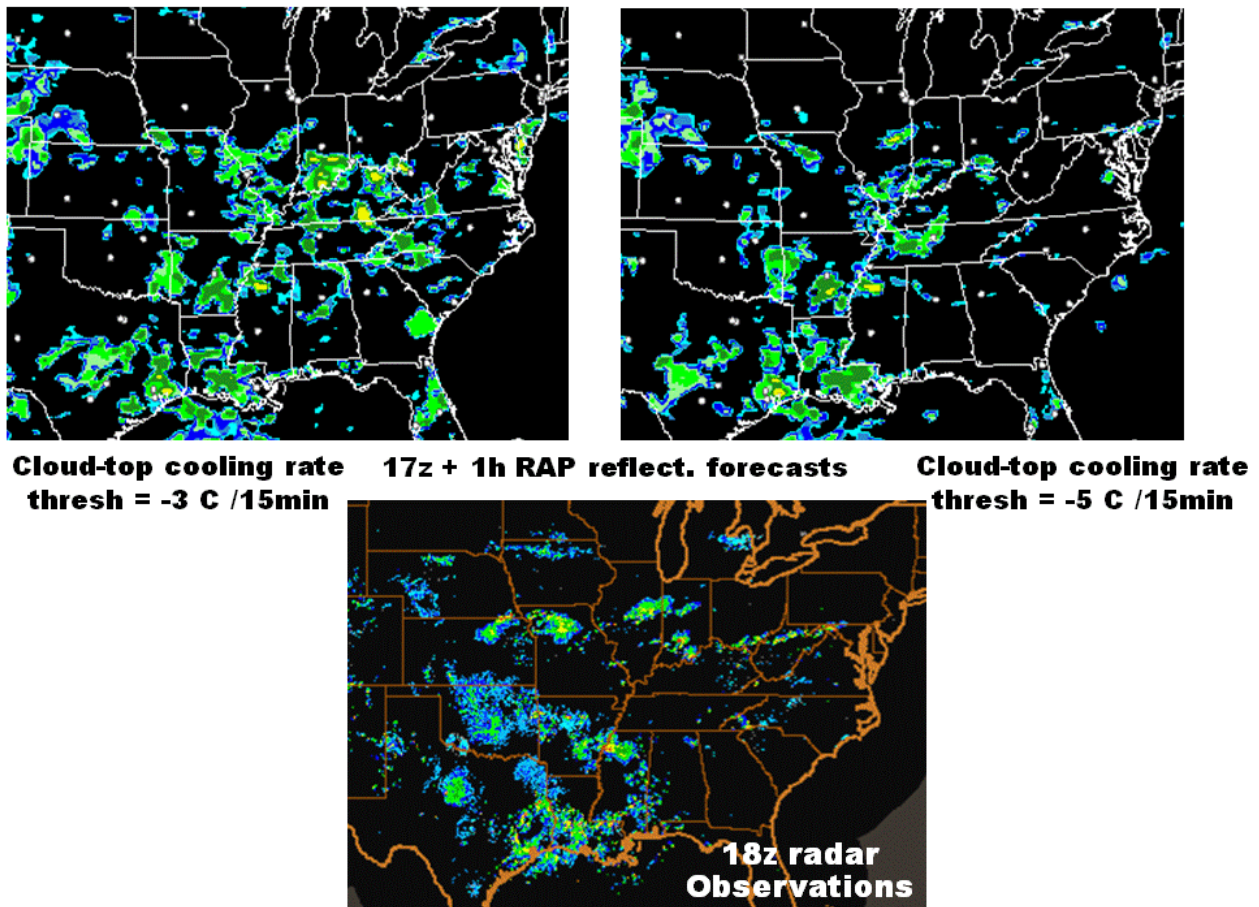 Cloud-top cooling rate
thresh = -3 C /15min
17z + 1h RAP reflect. forecasts
Cloud-top cooling rate
thresh = -5 C /15min
18z radar
Observations